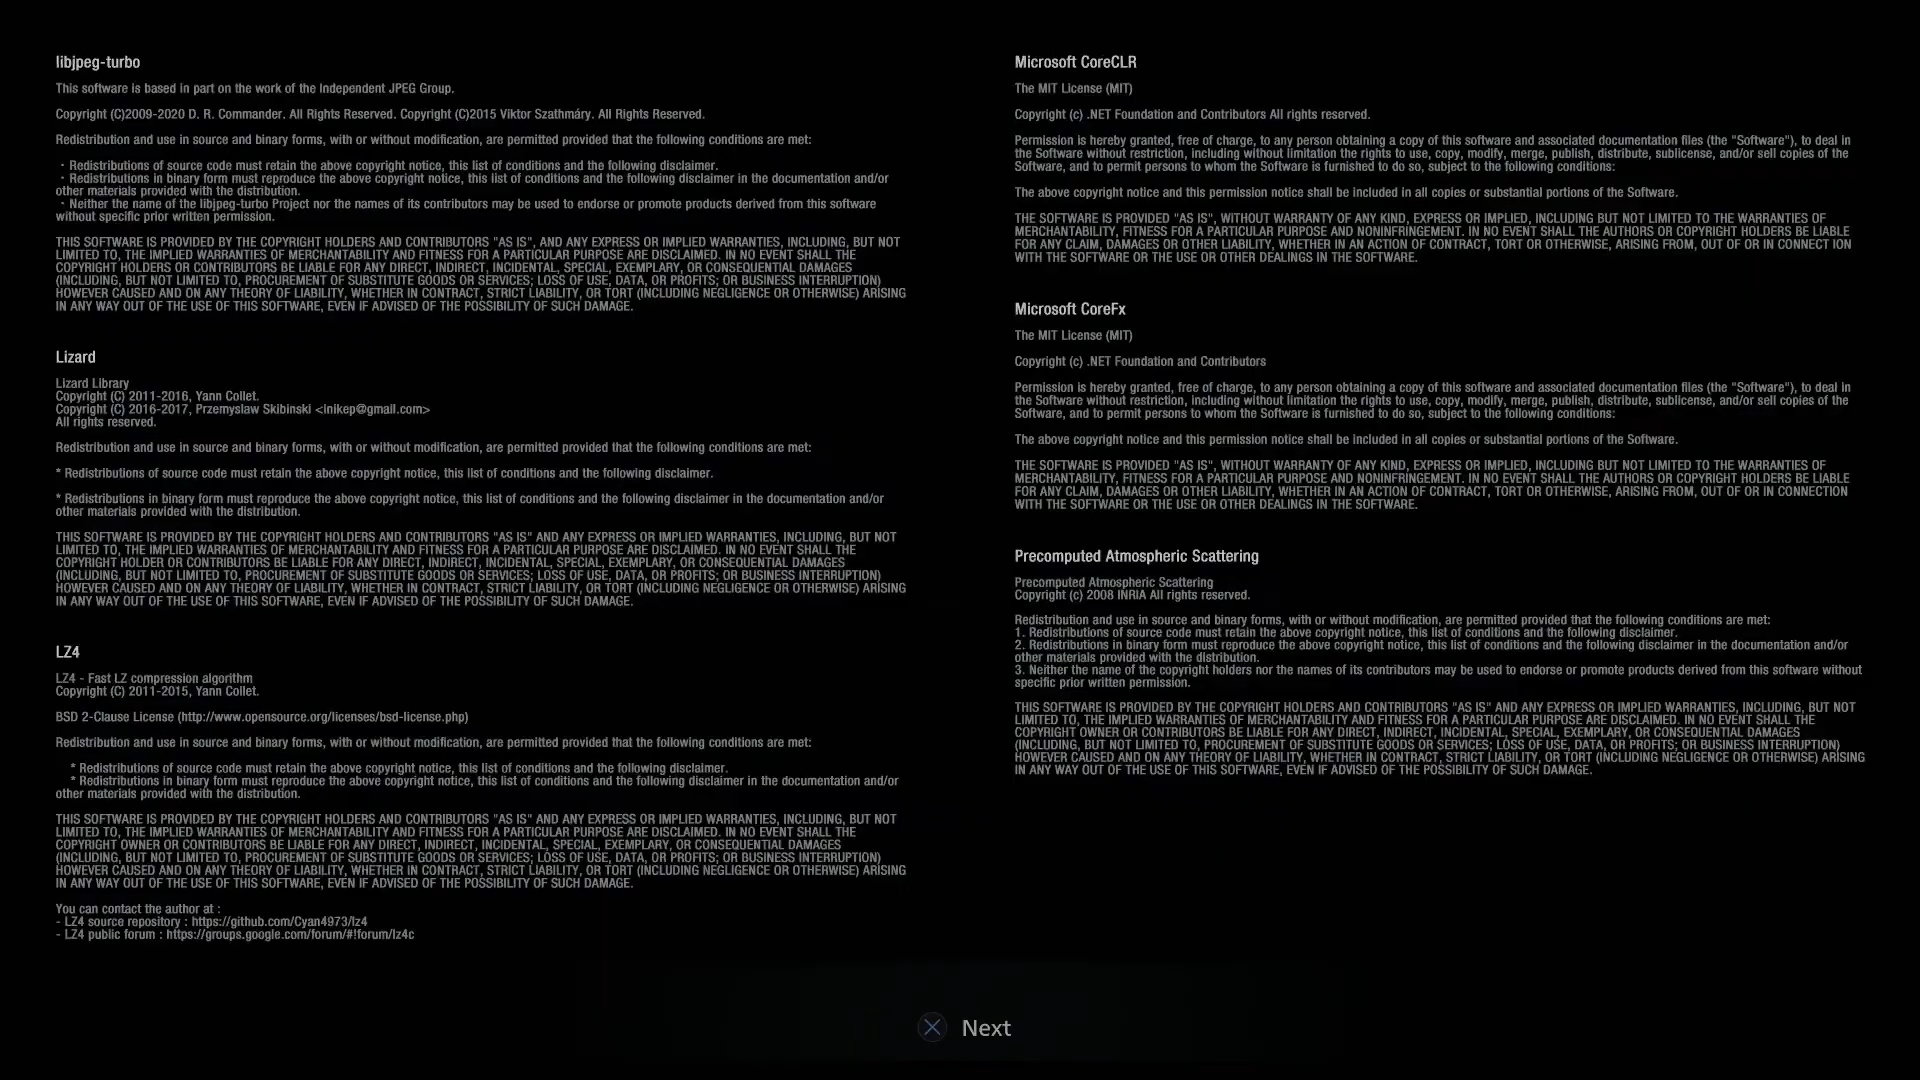 libjpeg-turbo
This software is based in part on the work of the Independent JPEG Group.
Copyright (C)2009-2020 D. R. Commander. All Rights Reserved. Copyright (C)2015 Viktor Szathmáry. All Rights Reserved.
Redistribution and use in source and binary forms, with or without modification, are permitted provided that the following conditions are met:
・Redistributions of source code must retain the above copyright notice, this list of conditions and the following disclaimer.
・Redistributions in binary form must reproduce the above copyright notice, this list of conditions and the following disclaimer in the documentation and/or
other materials provided with the distribution.
・Neither the name of the libjpeg-turbo Project nor the names of its contributors may be used to endorse or promote products derived from this software
without specific prior written permission.
THIS SOFTWARE IS PROVIDED BY THE COPYRIGHT HOLDERS AND CONTRIBUTORS "AS IS", AND ANY EXPRESS OR IMPLIED WARRANTIES, INCLUDING, BUT NOT
LIMITED TO, THE IMPLIED WARRANTIES OF MERCHANTABILITY AND FITNESS FOR A PARTICULAR PURPOSE ARE DISCLAIMED. IN NO EVENT SHALL THE
COPYRIGHT HOLDERS OR CONTRIBUTORS BE LIABLE FOR ANY DIRECT, INDIRECT, INCIDENTAL, SPECIAL, EXEMPLARY, OR CONSEQUENTIAL DAMAGES
(INCLUDING, BUT NOT LIMITED TO, PROCUREMENT OF SUBSTITUTE GOODS OR SERVICES; LOSS OF USE, DATA, OR PROFITS; OR BUSINESS INTERRUPTION)
HOWEVER CAUSED AND ON ANY THEORY OF LIABILITY, WHETHER IN CONTRACT, STRICT LIABILITY, OR TORT (INCLUDING NEGLIGENCE OR OTHERWISE) ARISING
IN ANY WAY OUT OF THE USE OF THIS SOFTWARE, EVEN IF ADVISED OF THE POSSIBILITY OF SUCH DAMAGE.
Lizard
Lizard Library
Copyright (C) 2011-2016, Yann Collet.
Copyright (C) 2016-2017, Przemyslaw Skibinski <inikep@gmail.com>
All rights reserved.
Redistribution and use in source and binary forms, with or without modification, are permitted provided that the following conditions are met:
* Redistributions of source code must retain the above copyright notice, this list of conditions and the following disclaimer.
* Redistributions in binary form must reproduce the above copyright notice, this list of conditions and the following disclaimer in the documentation and/or
other materials provided with the distribution.
THIS SOFTWARE IS PROVIDED BY THE COPYRIGHT HOLDERS AND CONTRIBUTORS "AS IS" AND ANY EXPRESS OR IMPLIED WARRANTIES, INCLUDING, BUT NOT
LIMITED TO, THE IMPLIED WARRANTIES OF MERCHANTABILITY AND FITNESS FOR A PARTICULAR PURPOSE ARE DISCLAIMED. IN NO EVENT SHALL THE
COPYRIGHT HOLDER OR CONTRIBUTORS BE LIABLE FOR ANY DIRECT, INDIRECT, INCIDENTAL, SPECIAL, EXEMPLARY, OR CONSEQUENTIAL DAMAGES
(INCLUDING, BUT NOT LIMITED TO, PROCUREMENT OF SUBSTITUTE GOODS OR SERVICES; LOSS OF USE, DATA, OR PROFITS; OR BUSINESS INTERRUPTION)
HOWEVER CAUSED AND ON ANY THEORY OF LIABILITY, WHETHER IN CONTRACT, STRICT LIABILITY, OR TORT (INCLUDING NEGLIGENCE OR OTHERWISE) ARISING
IN ANY WAY OUT OF THE USE OF THIS SOFTWARE, EVEN IF ADVISED OF THE POSSIBILITY OF SUCH DAMAGE.
LZ4
LZ4 - Fast LZ compression algorithm
Copyright (C) 2011-2015, Yann Collet.
BSD 2-Clause License (http://www.opensource.org/licenses/bsd-license.php)
Redistribution and use in source and binary forms, with or without modification, are permitted provided that the following conditions are met:
* Redistributions of source code must retain the above copyright notice, this list of conditions and the following disclaimer.
* Redistributions in binary form must reproduce the above copyright notice, this list of conditions and the following disclaimer in the documentation and/or
other materials provided with the distribution.
THIS SOFTWARE IS PROVIDED BY THE COPYRIGHT HOLDERS AND CONTRIBUTORS "AS IS" AND ANY EXPRESS OR IMPLIED WARRANTIES, INCLUDING, BUT NOT
LIMITED TO, THE IMPLIED WARRANTIES OF MERCHANTABILITY AND FITNESS FOR A PARTICULAR PURPOSE ARE DISCLAIMED. IN NO EVENT SHALL THE
COPYRIGHT OWNER OR CONTRIBUTORS BE LIABLE FOR ANY DIRECT, INDIRECT, INCIDENTAL, SPECIAL, EXEMPLARY, OR CONSEQUENTIAL DAMAGES
(INCLUDING, BUT NOT LIMITED TO, PROCUREMENT OF SUBSTITUTE GOODS OR SERVICES; LOSS OF USE, DATA, OR PROFITS; OR BUSINESS INTERRUPTION)
HOWEVER CAUSED AND ON ANY THEORY OF LIABILITY, WHETHER IN CONTRACT, STRICT LIABILITY, OR TORT (INCLUDING NEGLIGENCE OR OTHERWISE) ARISING
IN ANY WAY OUT OF THE USE OF THIS SOFTWARE, EVEN IF ADVISED OF THE POSSIBILITY OF SUCH DAMAGE.
You can contact the author at :
- LZ4 source repository : https://github.com/Cyan4973/lz4
- LZ4 public forum : https://groups.google.com/forum/#!forum/lz4c
Microsoft CoreCLR
The MIT License (MIT)
Copyright (c) .NET Foundation and Contributors All rights reserved.
Permission is hereby granted, free of charge, to any person obtaining a copy of this software and associated documentation files (the "Software"), to deal in
the Software without restriction, including without limitation the rights to use, copy, modify, merge, publish, distribute, sublicense, and/or sell copies of the
Software, and to permit persons to whom the Software is furnished to do so, subject to the following conditions:
The above copyright notice and this permission notice shall be included in all copies or substantial portions of the Software.
THE SOFTWARE IS PROVIDED "AS IS", WITHOUT WARRANTY OF ANY KIND, EXPRESS OR IMPLIED, INCLUDING BUT NOT LIMITED TO THE WARRANTIES OF
MERCHANTABILITY, FITNESS FOR A PARTICULAR PURPOSE AND NONINFRINGEMENT. IN NO EVENT SHALL THE AUTHORS OR COPYRIGHT HOLDERS BE LIABLE
FOR ANY CLAIM, DAMAGES OR OTHER LIABILITY, WHETHER IN AN ACTION OF CONTRACT, TORT OR OTHERWISE, ARISING FROM, OUT OF OR IN CONNECT ION
WITH THE SOFTWARE OR THE USE OR OTHER DEALINGS IN THE SOFTWARE.
Microsoft CoreFx
The MIT License (MIT)
Copyright (c) .NET Foundation and Contributors
Permission is hereby granted, free of charge, to any person obtaining a copy of this software and associated documentation files (the "Software"), to deal in
the Software without restriction, including without limitation the rights to use, copy, modify, merge, publish, distribute, sublicense, and/or sell copies of the
Software, and to permit persons to whom the Software is furnished to do so, subject to the following conditions:
The above copyright notice and this permission notice shall be included in all copies or substantial portions of the Software.
THE SOFTWARE IS PROVIDED "AS IS", WITHOUT WARRANTY OF ANY KIND, EXPRESS OR IMPLIED, INCLUDING BUT NOT LIMITED TO THE WARRANTIES OF
MERCHANTABILITY, FITNESS FOR A PARTICULAR PURPOSE AND NONINFRINGEMENT. IN NO EVENT SHALL THE AUTHORS OR COPYRIGHT HOLDERS BE LIABLE
FOR ANY CLAIM, DAMAGES OR OTHER LIABILITY, WHETHER IN AN ACTION OF CONTRACT, TORT OR OTHERWISE, ARISING FROM, OUT OF OR IN CONNECTION
WITH THE SOFTWARE OR THE USE OR OTHER DEALINGS IN THE SOFTWARE.
Precomputed Atmospheric Scattering
Precomputed Atmospheric Scattering
Copyright (c) 2008 INRIA All rights reserved.
Redistribution and use in source and binary forms, with or without modification, are permitted provided that the following conditions are met:
1. Redistributions of source code must retain the above copyright notice, this list of conditions and the following disclaimer.
2. Redistributions in binary form must reproduce the above copyright notice, this list of conditions and the following disclaimer in the documentation and/or
other materials provided with the distribution.
3. Neither the name of the copyright holders nor the names of its contributors may be used to endorse or promote products derived from this software without
specific prior written permission.
THIS SOFTWARE IS PROVIDED BY THE COPYRIGHT HOLDERS AND CONTRIBUTORS "AS IS" AND ANY EXPRESS OR IMPLIED WARRANTIES, INCLUDING, BUT NOT
LIMITED TO, THE IMPLIED WARRANTIES OF MERCHANTABILITY AND FITNESS FOR A PARTICULAR PURPOSE ARE DISCLAIMED. IN NO EVENT SHALL THE
COPYRIGHT OWNER OR CONTRIBUTORS BE LIABLE FOR ANY DIRECT, INDIRECT, INCIDENTAL, SPECIAL, EXEMPLARY, OR CONSEQUENTIAL DAMAGES
(INCLUDING, BUT NOT LIMITED TO, PROCUREMENT OF SUBSTITUTE GOODS OR SERVICES; LOSS OF USE, DATA, OR PROFITS; OR BUSINESS INTERRUPTION)
HOWEVER CAUSED AND ON ANY THEORY OF LIABILITY, WHETHER IN CONTRACT, STRICT LIABILITY, OR TORT (INCLUDING NEGLIGENCE OR OTHERWISE) ARISING
IN ANY WAY OUT OF THE USE OF THIS SOFTWARE, EVEN IF ADVISED OF THE POSSIBILITY OF SUCH DAMAGE.
Next